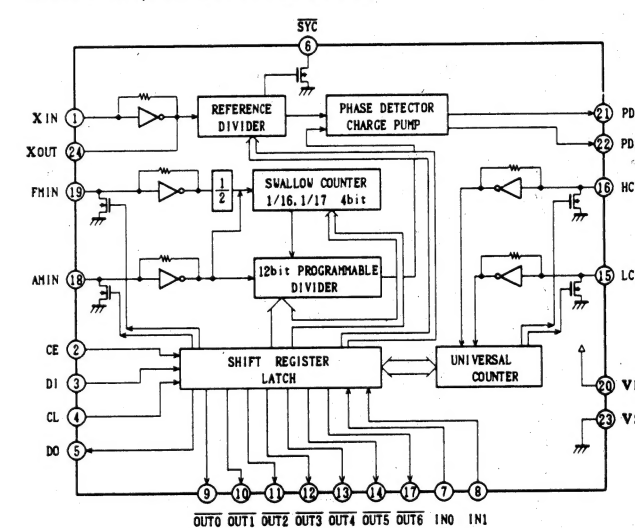 SYC
6
XIN 1
REFERENCE
DIVIDER
PHASE DETECTOR
CHARGE PUMP
21 PD
22 PD
XOUT 24
FMIN 19
1/2
SWALLOW COUNTER
1/16, 1/17 4bit
16 HC
AMIN 18
12bit PROGRAMMABLE
DIVIDER
15 LC
CE 2
DI 3
CL 4
DO 5
SHIFT REGISTER
LATCH
UNIVERSAL
COUNTER
20 V
23 V
9 10 11 12 13 14 17 7 8
OUT0 OUT1 OUT2 OUT3 OUT4 OUT5 OUT6 IN0 IN1